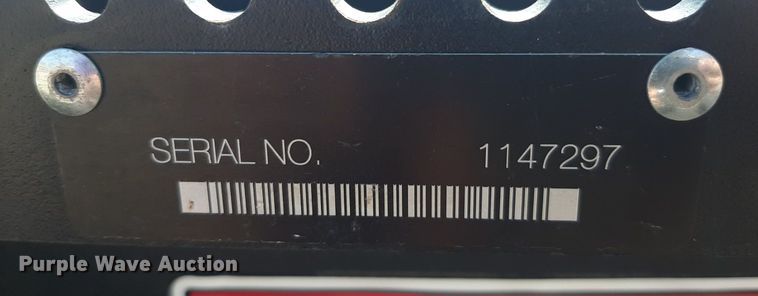 SERIAL NO. 1147297
Purple Wave Auction